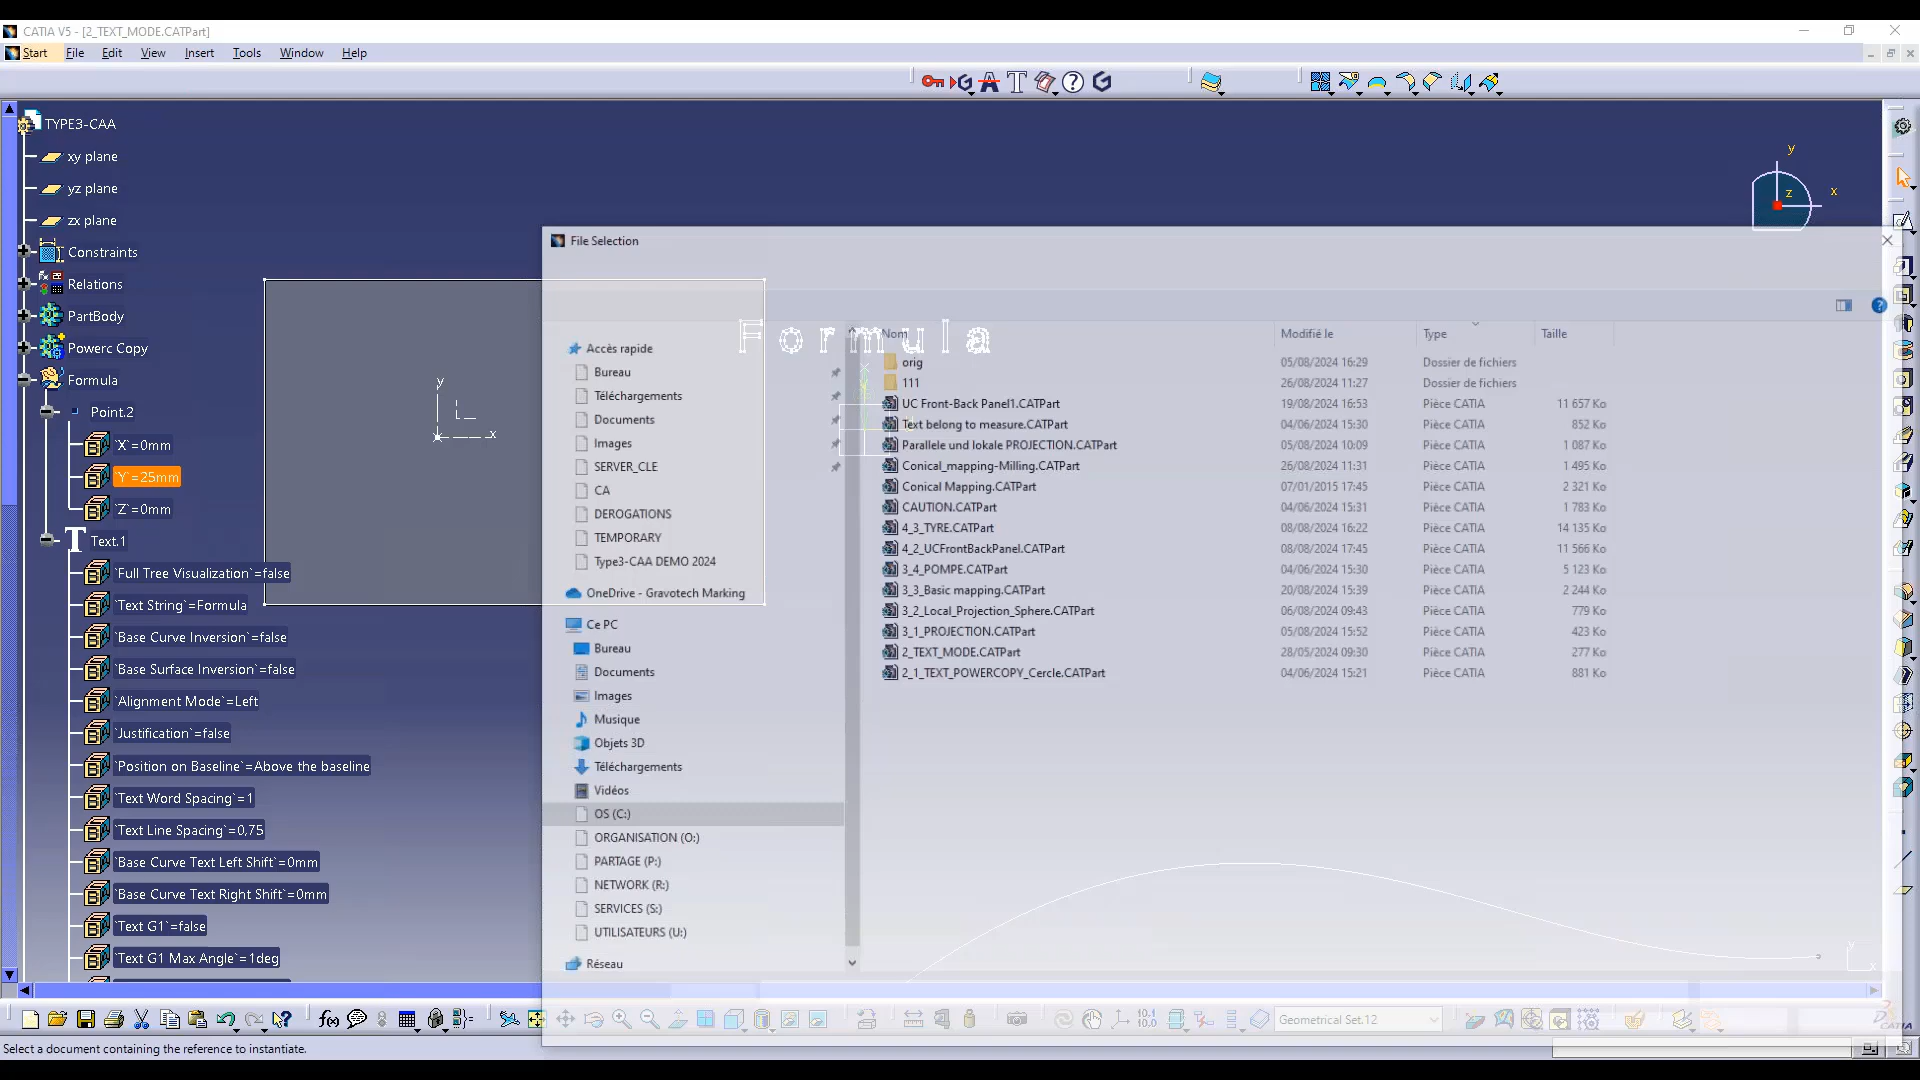 CATIA V5 - [2_TEXT_MODE.CATPart]
Start File Edit View Insert Tools Window Help
TYPE3-CAA
xy plane
yz plane
zx plane
Constraints
Relations
PartBody
Powerc Copy
Formula
Point.2
`X`=0mm
`Y`=25mm
`Z`=0mm
Text.1
`Full Tree Visualization`=false
`Text String`=Formula
`Base Curve Inversion`=false
`Base Surface Inversion`=false
`Alignment Mode`=Left
`Justification`=false
`Position on Baseline`=Above the baseline
`Text Word Spacing`=1
`Text Line Spacing`=0,75
`Base Curve Text Left Shift`=0mm
`Base Curve Text Right Shift`=0mm
`Text G1`=false
`Text G1 Max Angle`=1deg
y
x
z
y
x
Formula
File Selection
Accès rapide
Bureau
Téléchargements
Documents
Images
SERVER_CLE
CA
DEROGATIONS
TEMPORARY
Type3-CAA DEMO 2024
OneDrive - Gravotech Marking
Ce PC
Bureau
Documents
Images
Musique
Objets 3D
Téléchargements
Vidéos
OS (C:)
ORGANISATION (O:)
PARTAGE (P:)
NETWORK (R:)
SERVICES (S:)
UTILISATEURS (U:)
Réseau
Nom Modifié le Type Taille
orig 05/08/2024 16:29 Dossier de fichiers
111 26/08/2024 11:27 Dossier de fichiers
UC Front-Back Panel1.CATPart 19/08/2024 16:53 Pièce CATIA 11 657 Ko
Text belong to measure.CATPart 04/06/2024 15:30 Pièce CATIA 852 Ko
Parallele und lokale PROJECTION.CATPart 05/08/2024 10:09 Pièce CATIA 1 087 Ko
Conical_mapping-Milling.CATPart 26/08/2024 11:31 Pièce CATIA 1 495 Ko
Conical Mapping.CATPart 07/01/2015 17:45 Pièce CATIA 2 321 Ko
CAUTION.CATPart 04/06/2024 15:31 Pièce CATIA 1 783 Ko
4_3_TYRE.CATPart 08/08/2024 16:22 Pièce CATIA 14 135 Ko
4_2_UCFrontBackPanel.CATPart 08/08/2024 17:45 Pièce CATIA 11 566 Ko
3_4_POMPE.CATPart 04/06/2024 15:30 Pièce CATIA 5 123 Ko
3_3_Basic mapping.CATPart 20/08/2024 15:39 Pièce CATIA 2 244 Ko
3_2_Local_Projection_Sphere.CATPart 06/08/2024 09:43 Pièce CATIA 779 Ko
3_1_PROJECTION.CATPart 05/08/2024 15:52 Pièce CATIA 423 Ko
2_TEXT_MODE.CATPart 28/05/2024 09:30 Pièce CATIA 277 Ko
2_1_TEXT_POWERCOPY_Cercle.CATPart 04/06/2024 15:21 Pièce CATIA 881 Ko
Geometrical Set.12
CATIA
Select a document containing the reference to instantiate.